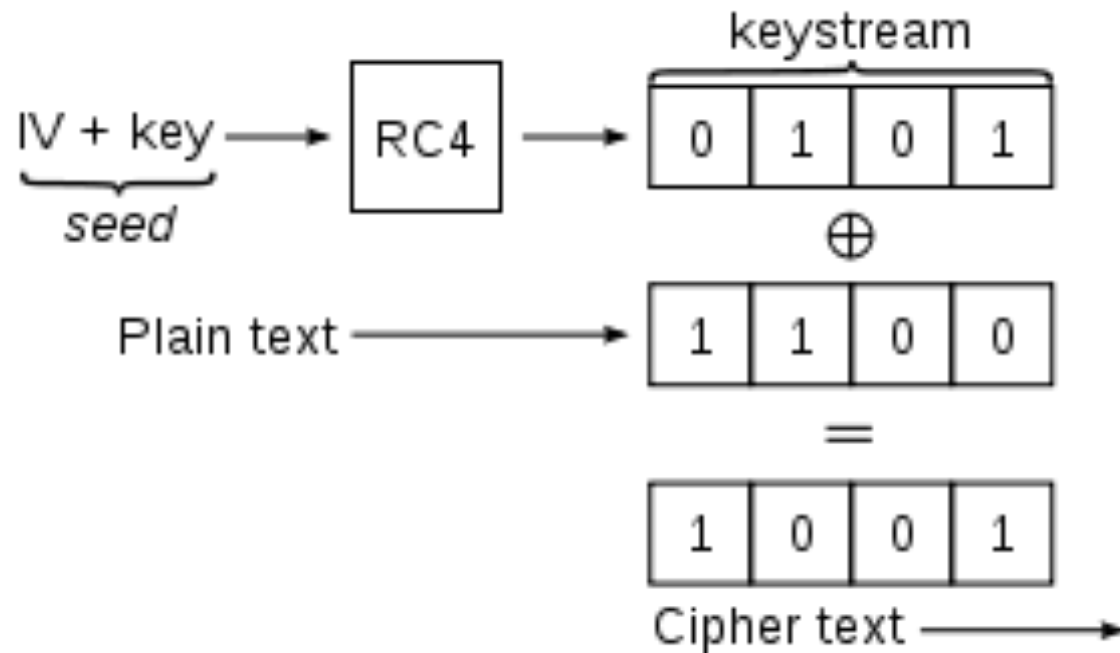 keystream
IV + key RC4 0 1 0 1
seed
⊕
Plain text 1 1 0 0
=
1 0 0 1
Cipher text